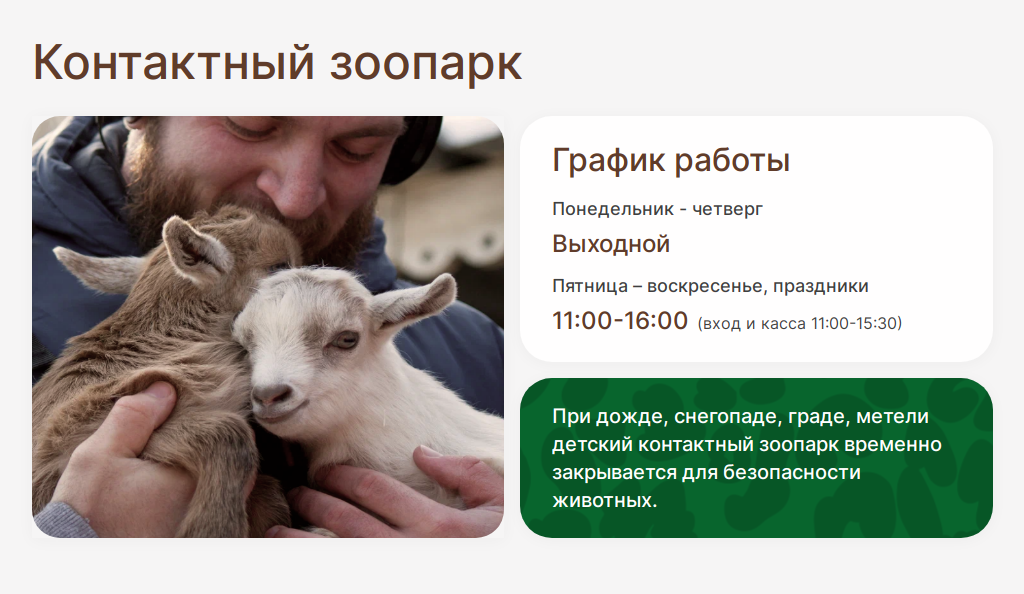 Контактный зоопарк
График работы
Понедельник - четверг
Выходной
Пятница – воскресенье, праздники
11:00-16:00 (вход и касса 11:00-15:30)
При дожде, снегопаде, граде, метели
детский контактный зоопарк временно
закрывается для безопасности
животных.